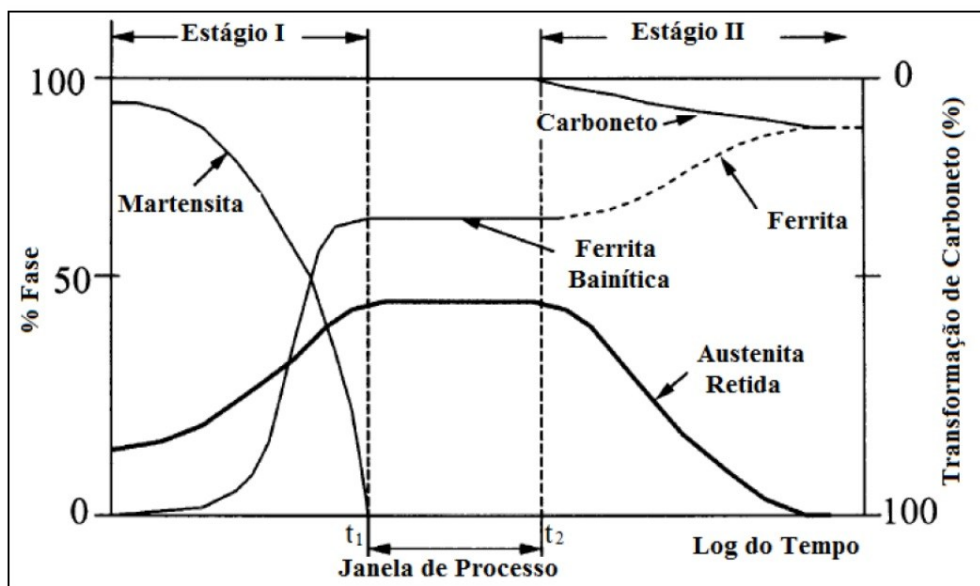 Estágio I
Estágio II
100
0
Carboneto
Martensita
Ferrita
Ferrita
Bainítica
50
Austenita
Retida
% Fase
Transformação de Carboneto (%)
0
t₁
t₂
100
Log do Tempo
Janela de Processo